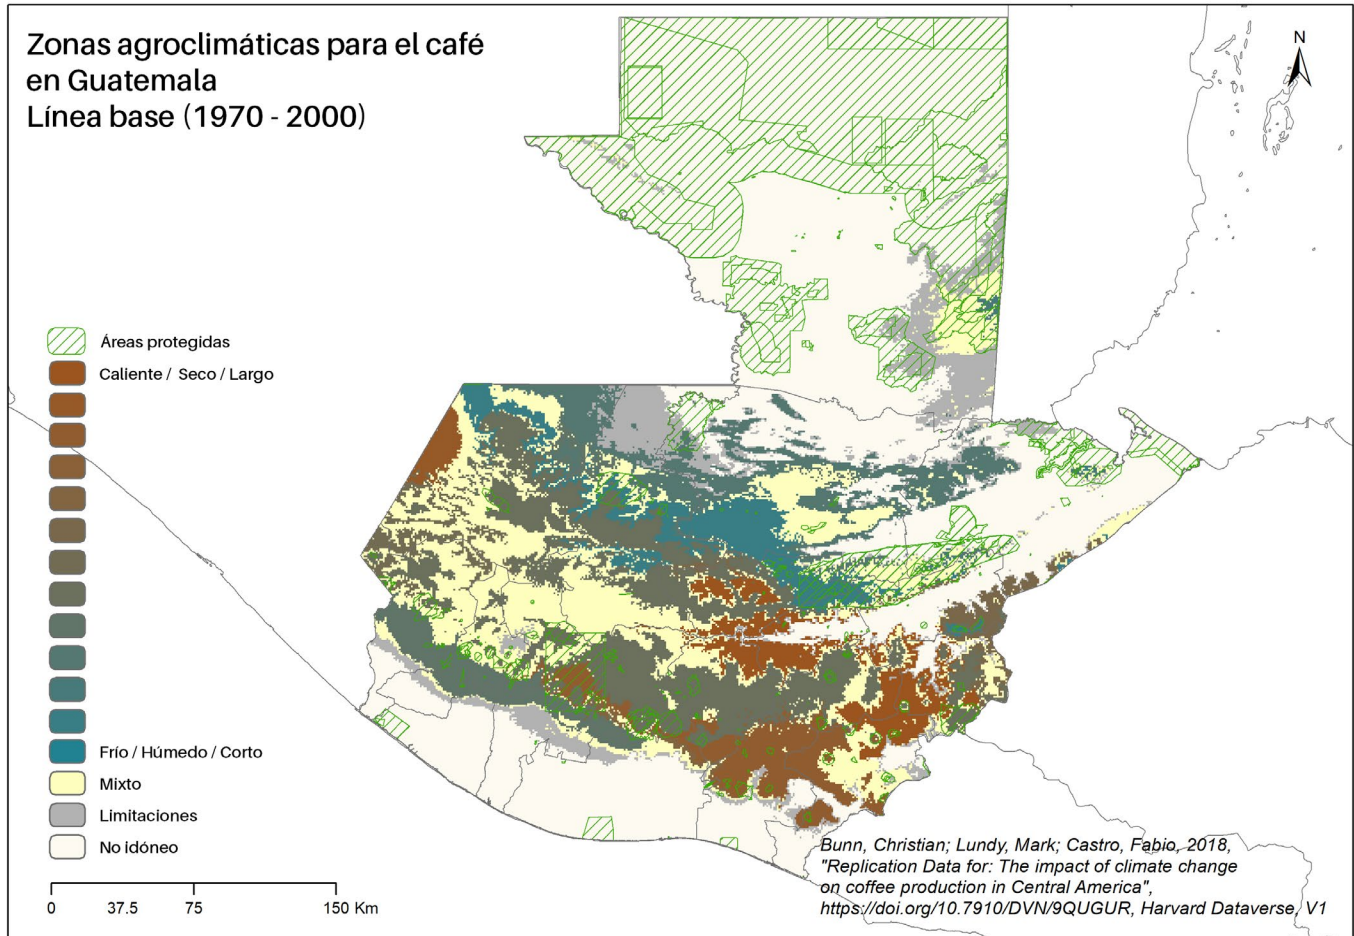 Zonas agroclimáticas para el café
en Guatemala
Línea base (1970 - 2000)
N
Áreas protegidas
Caliente / Seco / Largo
Frío / Húmedo / Corto
Mixto
Limitaciones
No idóneo
0 37.5 75 150 Km
Bunn, Christian; Lundy, Mark; Castro, Fabio, 2018,
"Replication Data for: The impact of climate change
on coffee production in Central America",
https://doi.org/10.7910/DVN/9QUGUR, Harvard Dataverse, V1